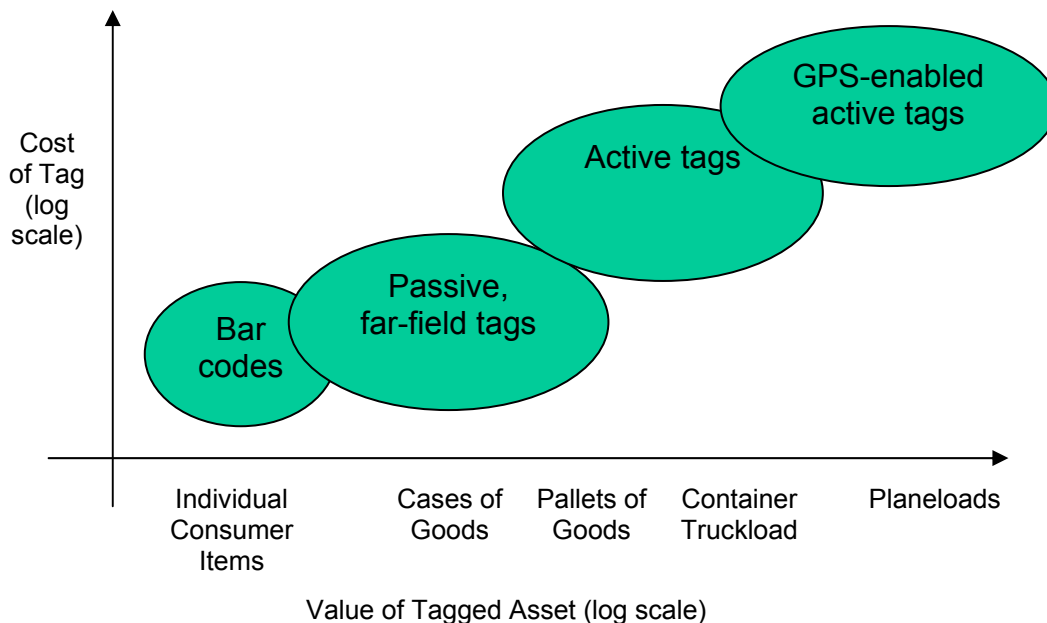 GPS-enabled
active tags
Cost
of Tag
(log
scale)
Active tags
Passive,
far-field tags
Bar
codes
Individual
Consumer
Items
Cases of
Goods
Pallets of
Goods
Container
Truckload
Planeloads
Value of Tagged Asset (log scale)